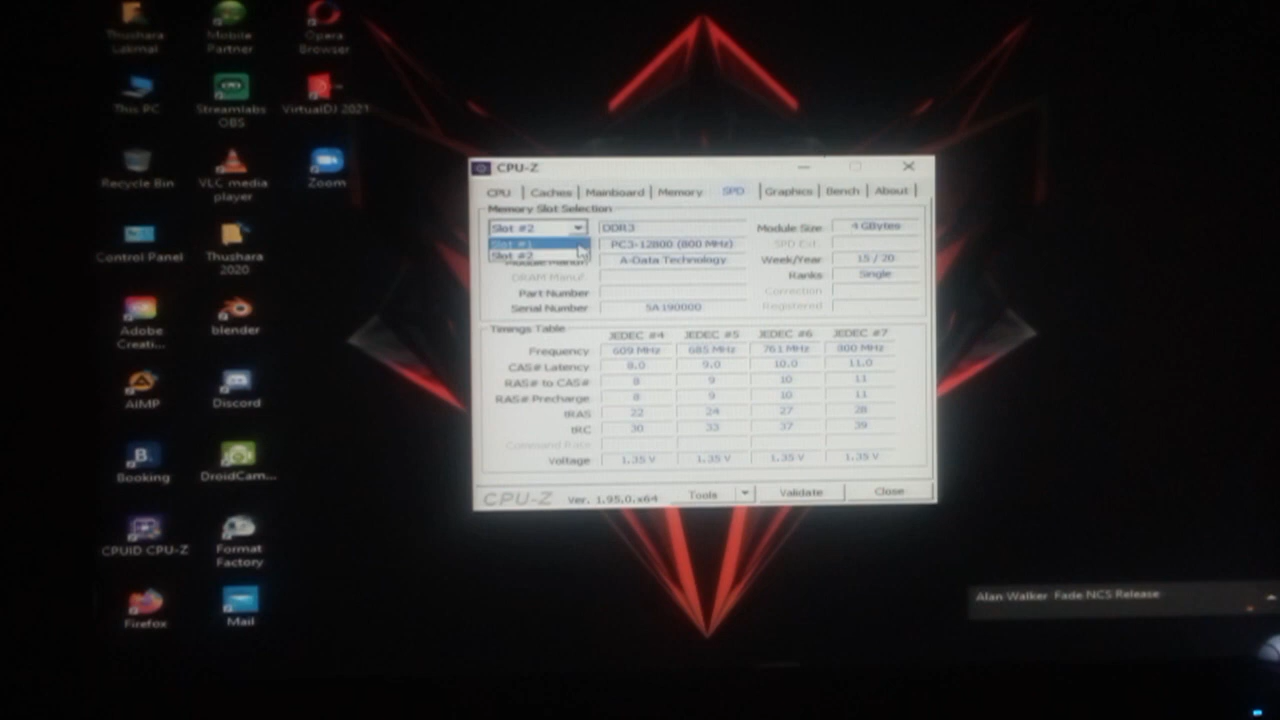 Thushara
Lakmal
Mobile
Partner
Opera
Browser
This PC
Streamlabs
OBS
VirtualDJ 2021
Recycle Bin
VLC media
player
Zoom
Control Panel
Thushara
2020
Adobe
Creati...
blender
AIMP
Discord
Booking
DroidCam...
CPUID CPU-Z
Format
Factory
Firefox
Mail
CPU-Z
CPU Caches Mainboard Memory SPD Graphics Bench About
Memory Slot Selection
Slot #2 DDR3 Module Size 4 GBytes
Slot #1 PC3-12800 (800 MHz) SPD Ext.
Slot #2
Module Manuf. A-Data Technology Week/Year 15 / 20
DRAM Manuf. Ranks Single
Part Number Correction
Serial Number 5A190000 Registered
Timings Table
JEDEC #4 JEDEC #5 JEDEC #6 JEDEC #7
Frequency 609 MHz 685 MHz 761 MHz 800 MHz
CAS# Latency 8.0 9.0 10.0 11.0
RAS# to CAS# 8 9 10 11
RAS# Precharge 8 9 10 11
tRAS 22 24 27 28
tRC 30 33 37 39
Command Rate
Voltage 1.35 V 1.35 V 1.35 V 1.35 V
CPU-Z Ver. 1.95.0.x64 Tools Validate Close
Alan Walker Fade NCS Release